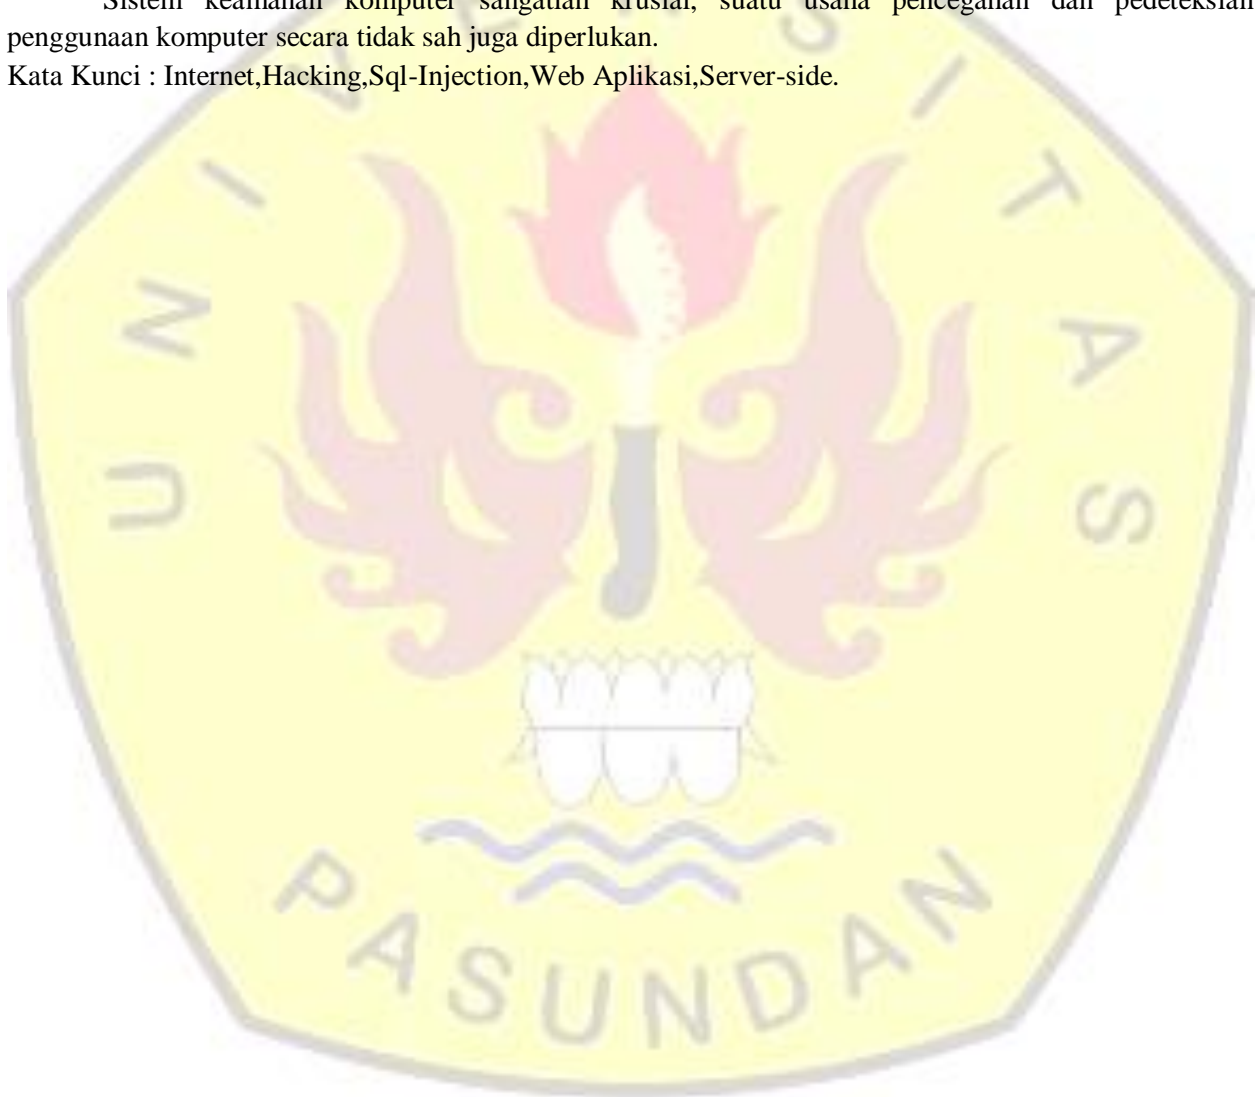 Sistem keamanan komputer sangatlah krusial, suatu usaha pencegahan dan pedeteksian
penggunaan komputer secara tidak sah juga diperlukan.
Kata Kunci : Internet,Hacking,Sql-Injection,Web Aplikasi,Server-side.
UNIVERSITAS
PASUNDAN